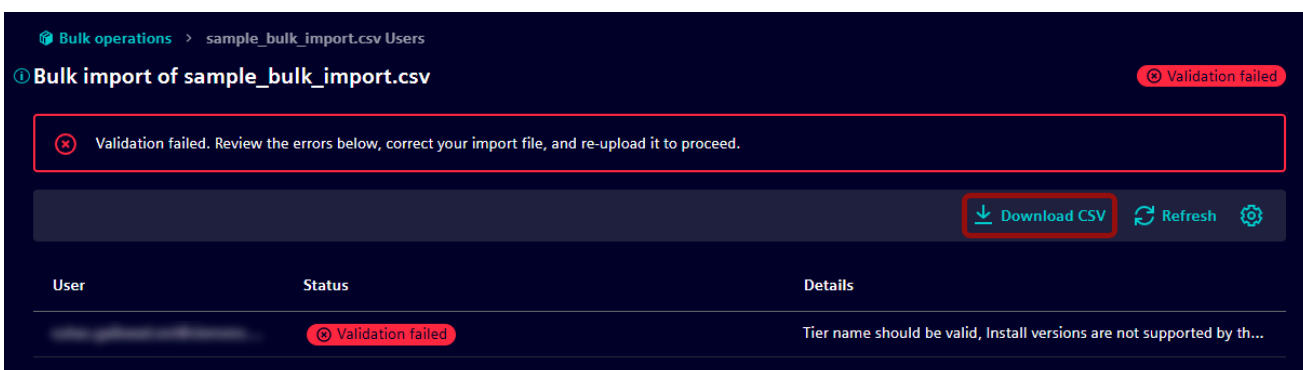 Bulk operations > sample_bulk_import.csv Users
Bulk import of sample_bulk_import.csv
Validation failed
Validation failed. Review the errors below, correct your import file, and re-upload it to proceed.
Download CSV Refresh
User Status Details
Validation failed Tier name should be valid, Install versions are not supported by th...